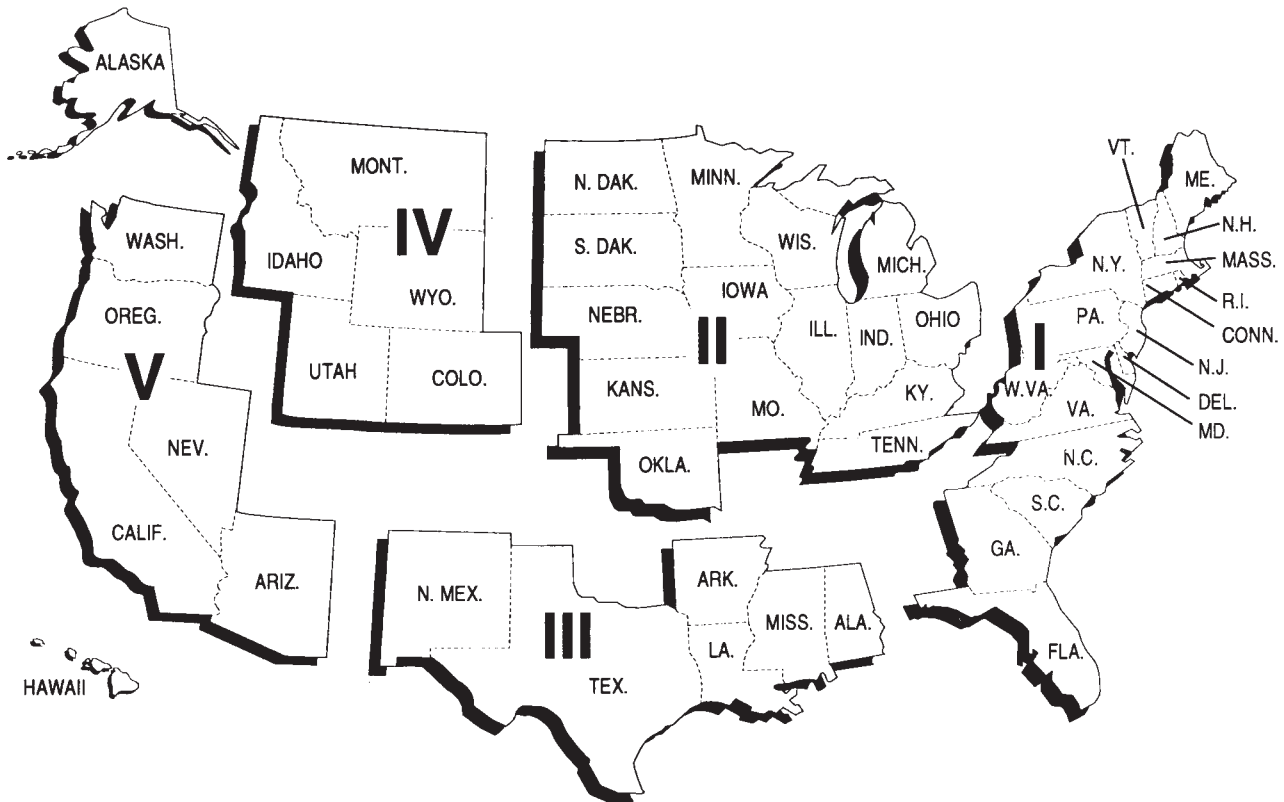 ALASKA
VT.
ME.
MONT.
N. DAK.
MINN.
N.H.
WASH.
IV
S. DAK.
WIS.
MICH.
N.Y.
MASS.
IDAHO
WYO.
IOWA
R.I.
OREG.
NEBR.
II
ILL.
IND.
OHIO
PA.
CONN.
V
UTAH
COLO.
KANS.
MO.
KY.
I
W.VA.
VA.
N.J.
DEL.
MD.
NEV.
OKLA.
TENN.
N.C.
S.C.
CALIF.
ARIZ.
N. MEX.
III
TEX.
ARK.
LA.
MISS.
ALA.
GA.
FLA.
HAWAII